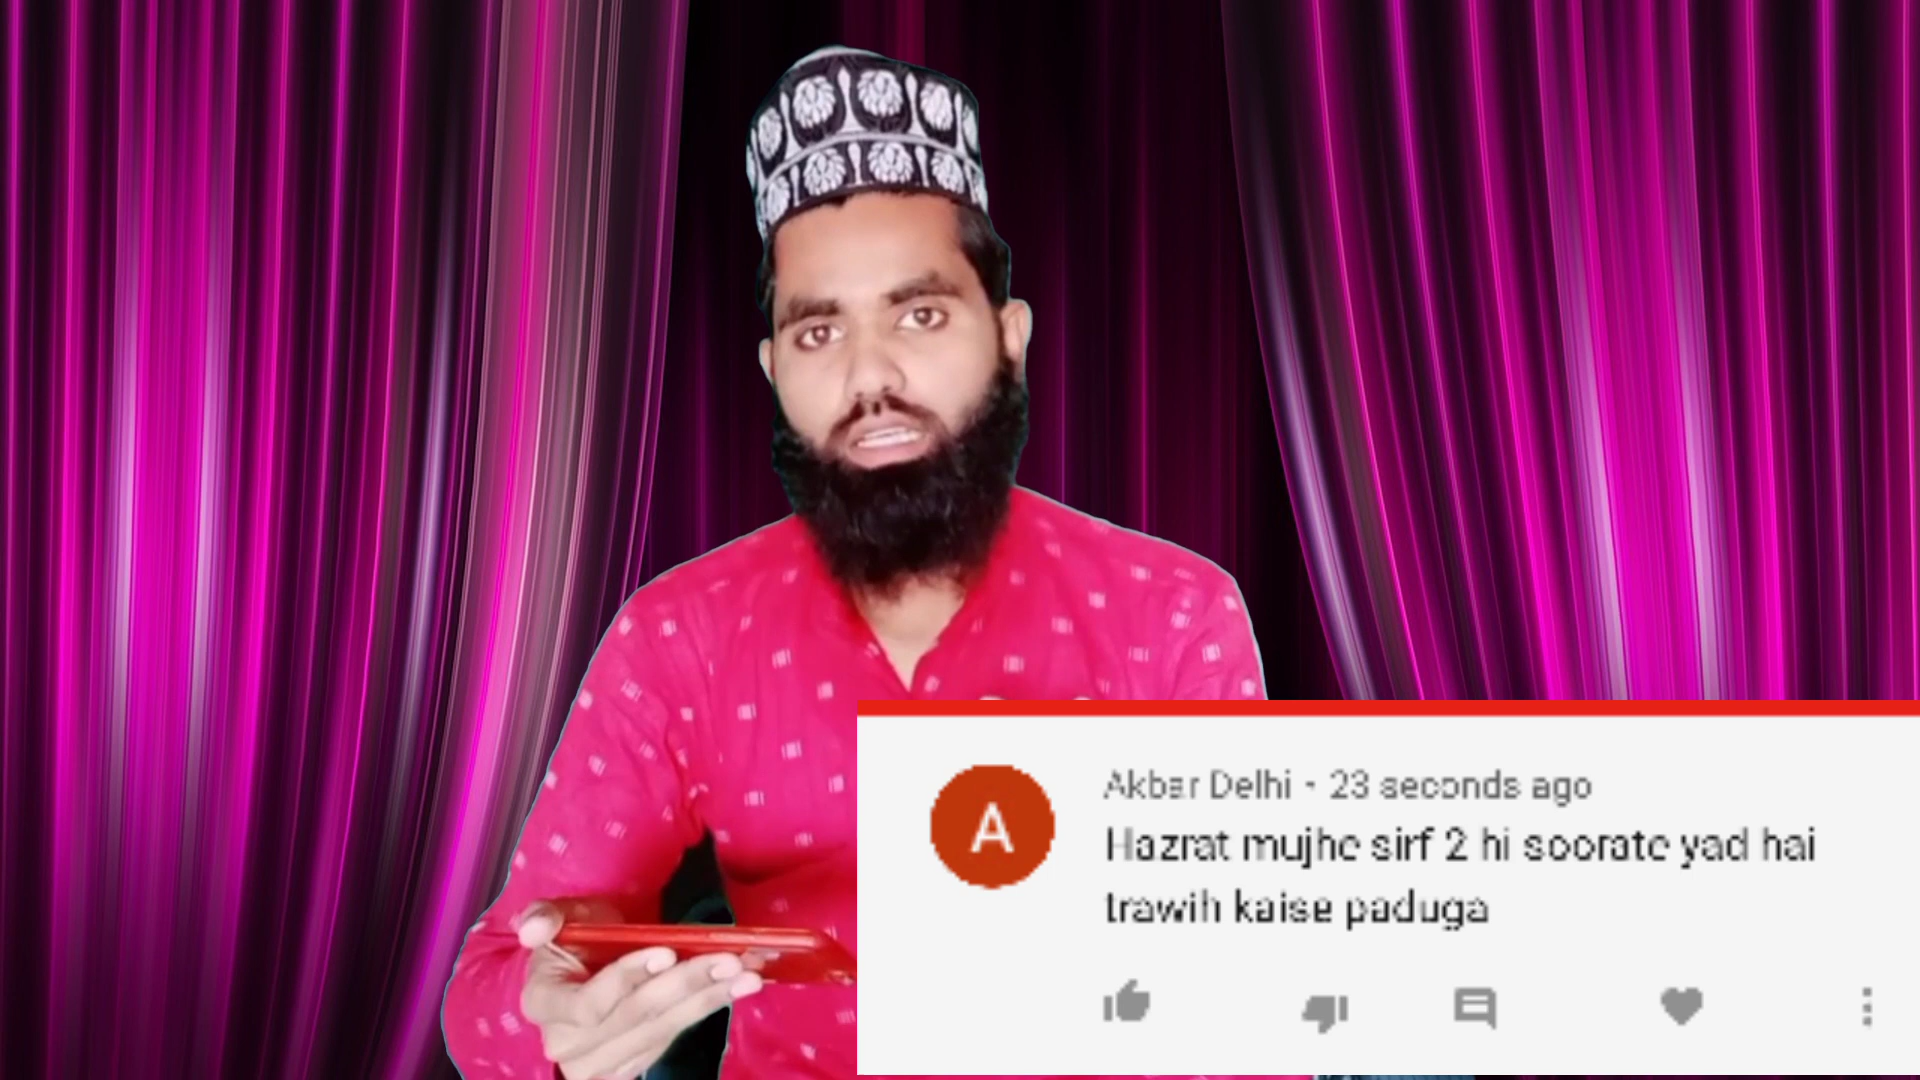 A
Akbar Delhi - 23 seconds ago
Hazrat mujhe sirf 2 hi soorate yad hai
trawih kaise paduga